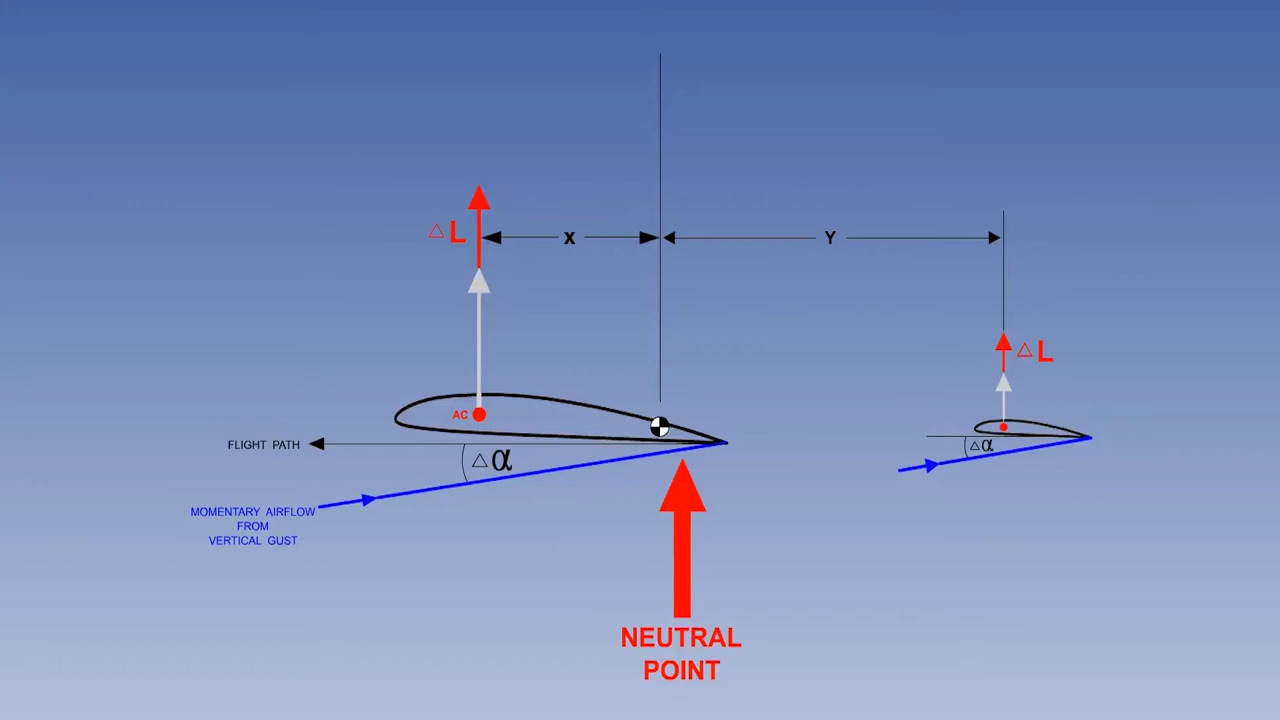 △L
X
Y
△L
AC
FLIGHT PATH
△α
△α
MOMENTARY AIRFLOW
FROM
VERTICAL GUST
NEUTRAL
POINT